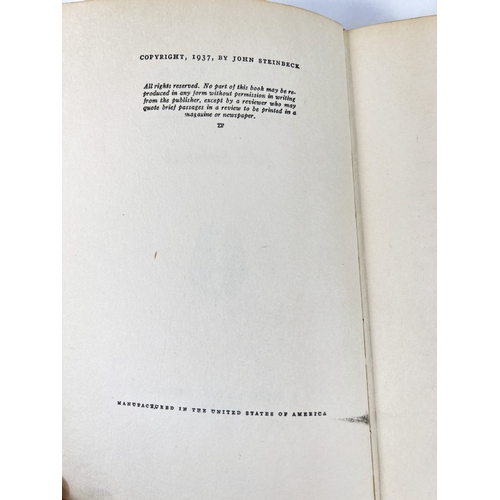 COPYRIGHT, 1937, BY JOHN STEINBECK
All rights reserved. No part of this book may be re-
produced in any form without permission in writing
from the publisher, except by a reviewer who may
quote brief passages in a review to be printed in a
magazine or newspaper.
TP
MANUFACTURED IN THE UNITED STATES OF AMERICA